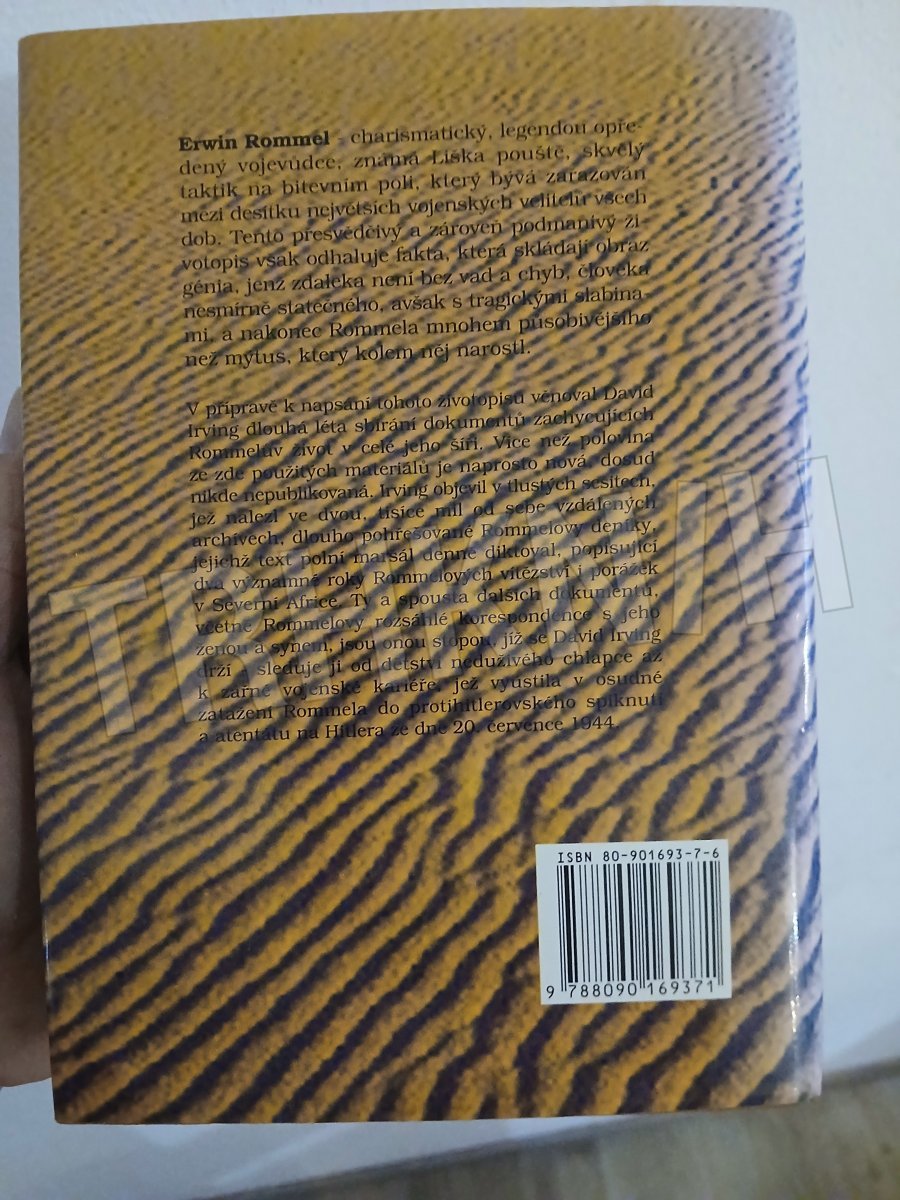 Erwin Rommel - charismatický, legendou opře-
dený vojevůdce, známá Liška pouště, skvělý
taktik na bitevním poli, který bývá zařazován
mezi desítku největších vojenských velitelů všech
dob. Tento přesvědčivý a zároveň podmanivý ži-
votopis však odhaluje fakta, která skládají obraz
génia, jenž zdaleka není bez vad a chyb, člověka
nesmírně statečného, avšak s tragickými slabina-
mi, a nakonec Rommela mnohem působivějšího
než mýtus, který kolem něj narostl.
V přípravě k napsání tohoto životopisu věnoval David
Irving dlouhá léta sbírání dokumentů zachycujících
Rommelův život v celé jeho šíři. Více než polovina
ze zde použitých materiálů je naprosto nová, dosud
nikde nepublikovaná. Irving objevil v tlustých sešitech,
jež nalezl ve dvou, tisíce mil od sebe vzdálených
archívech, dlouho pohřešované Rommelovy deníky,
jejichž text polní maršál denně diktoval, popisující
dva významné roky Rommelových vítězství i porážek
v Severní Africe. Ty a spousta dalších dokumentů,
včetně Rommelovy rozsáhlé korespondence s jeho
ženou a synem, jsou onou stopou, jíž se David Irving
drží - sleduje ji od dětství neduživého chlapce až
k zářné vojenské kariéře, jež vyústila v osudné
zatažení Rommela do protihitlerovského spiknutí
a atentátu na Hitlera ze dne 20. července 1944.
ISBN 80-901693-7-6
9 788090 169371